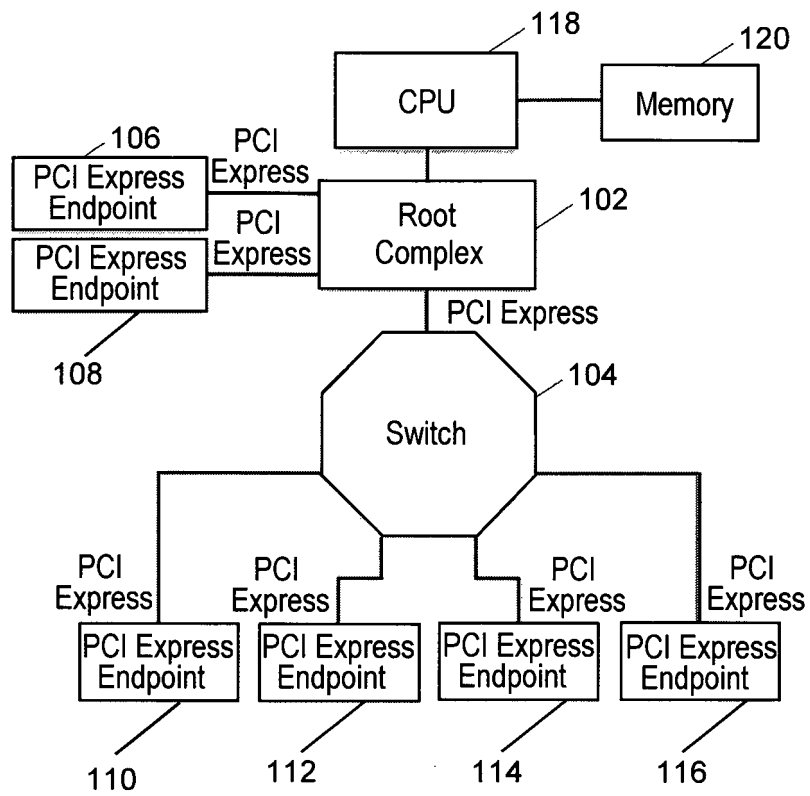 118
120
CPU
Memory
106
PCI
Express
PCI Express
Endpoint
102
Root
Complex
PCI
Express
PCI Express
Endpoint
108
PCI Express
104
Switch
PCI
Express
PCI
Express
PCI
Express
PCI
Express
PCI Express
Endpoint
PCI Express
Endpoint
PCI Express
Endpoint
PCI Express
Endpoint
110
112
114
116